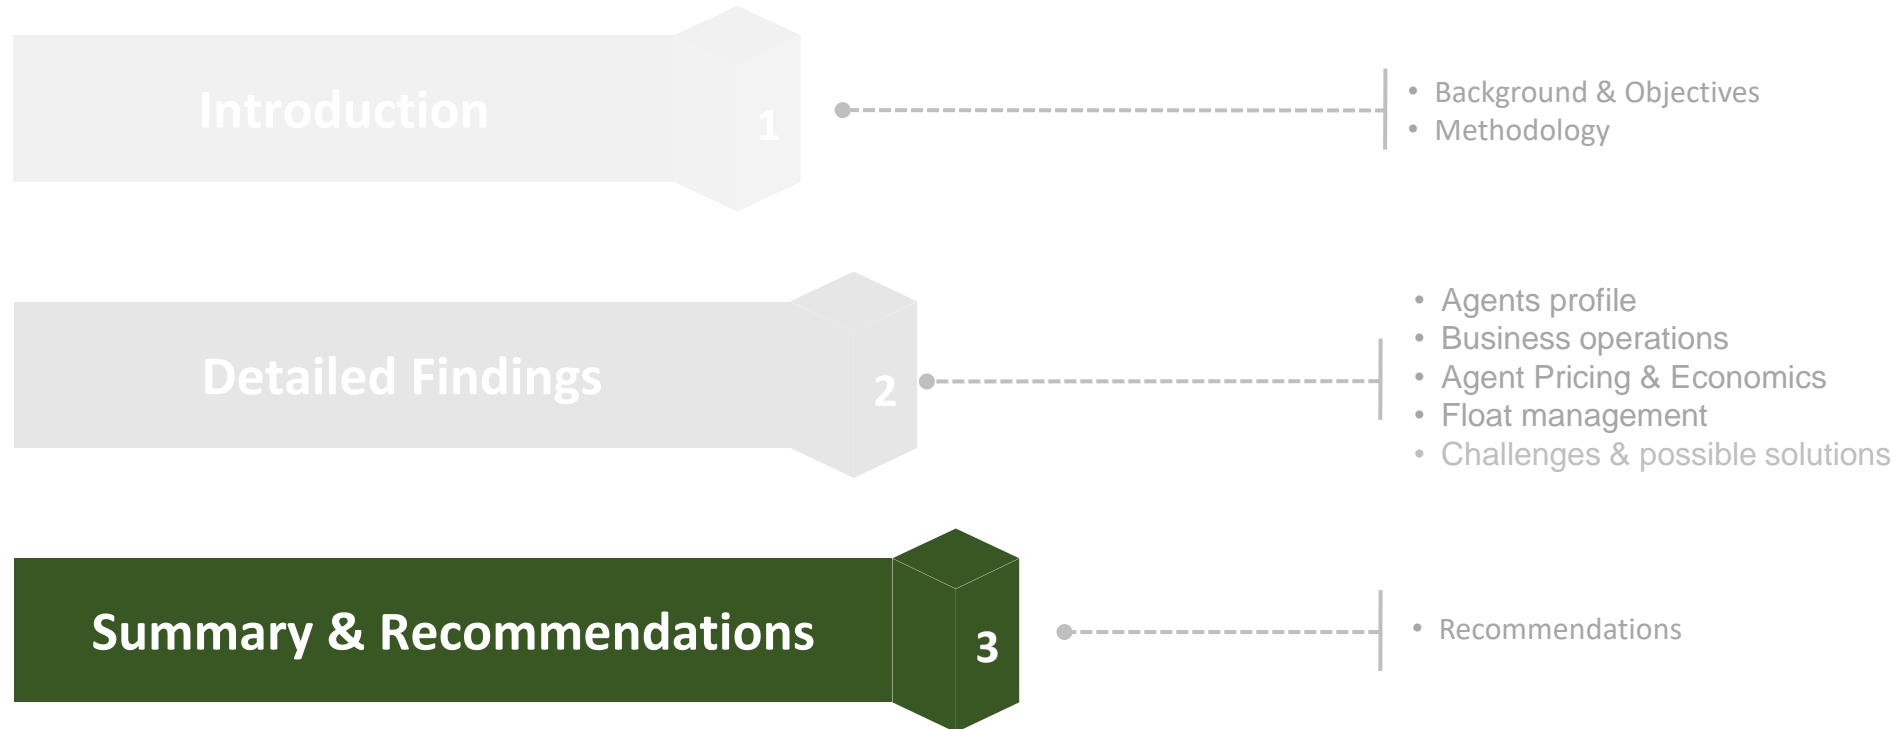 Introduction
1
• Background & Objectives
• Methodology
Detailed Findings
2
• Agents profile
• Business operations
• Agent Pricing & Economics
• Float management
• Challenges & possible solutions
Summary & Recommendations
3
• Recommendations